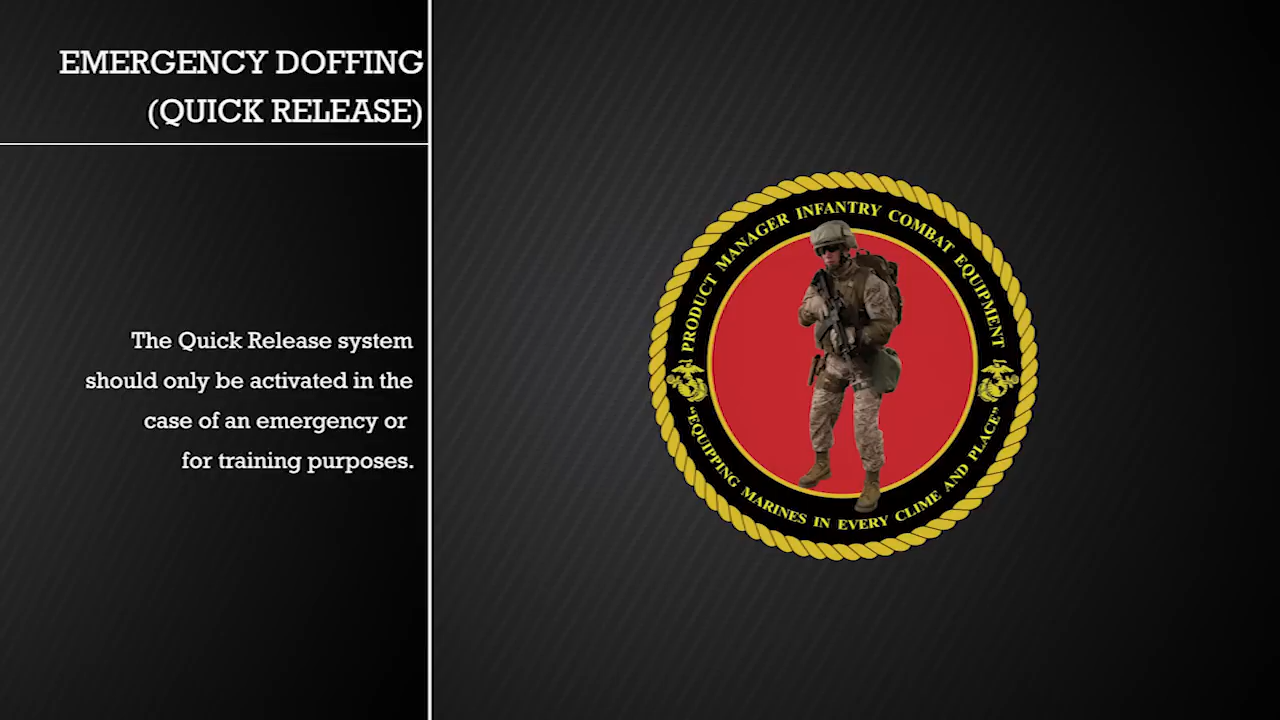 EMERGENCY DOFFING
(QUICK RELEASE)
The Quick Release system
should only be activated in the
case of an emergency or
for training purposes.
PRODUCT MANAGER INFANTRY COMBAT EQUIPMENT
"EQUIPPING MARINES IN EVERY CLIME AND PLACE"